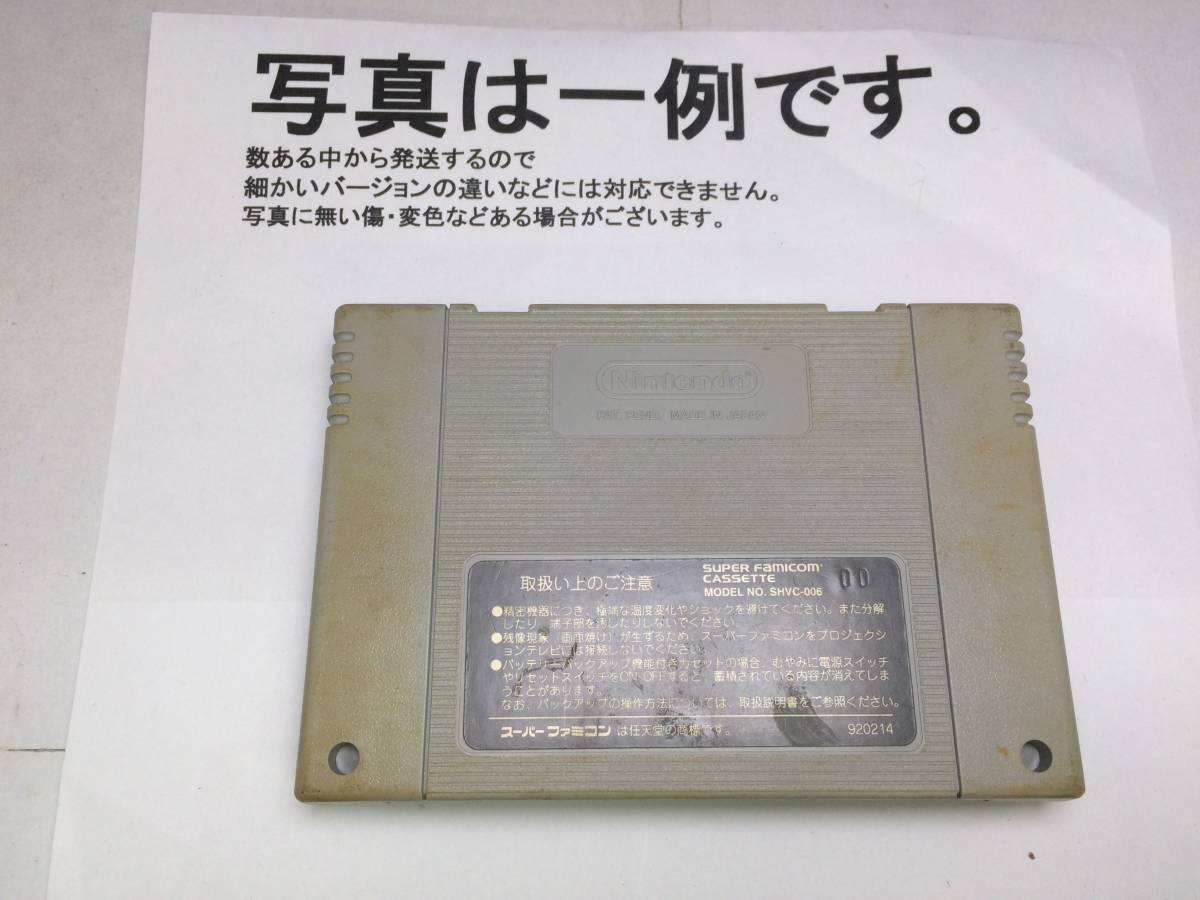 写真は一例です。
数ある中から発送するので
細かいバージョンの違いなどには対応できません。
写真に無い傷・変色などある場合がございます。
Nintendo®
PAT. PEND. MADE IN JAPAN
取扱い上のご注意
SUPER FAMICOM
CASSETTE
MODEL NO. SHVC-006
00
●精密機器につき、極端な温度変化やショックを避けてください。また分解
したり、端子部を汚したりしないでください。
●残像現象（画面焼け）が生ずるため、スーパーファミコンをプロジェクシ
ョンテレビには接続しないでください。
●バッテリーバックアップ機能付きカセットの場合、むやみに電源スイッチ
やリセットスイッチをON・OFFすると、蓄積されている内容が消えてしま
うことがあります。
なお、バックアップの操作方法については、取扱説明書をご参照ください。
スーパーファミコン は任天堂の商標です。
920214